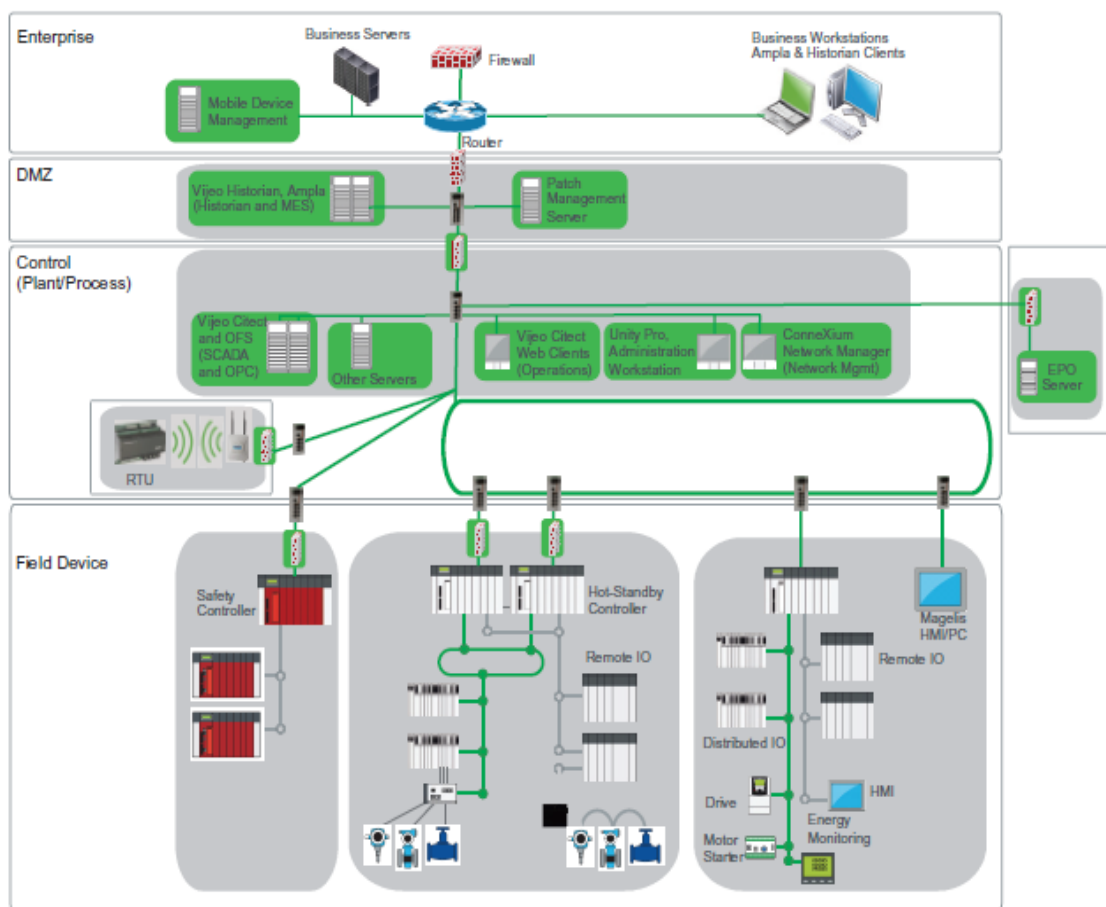 Enterprise
Business Servers
Firewall
Business Workstations
Ampla & Historian Clients
Mobile Device
Management
Router
DMZ
Vijeo Historian, Ampla
(Historian and MES)
Patch
Management
Server
Control
(Plant/Process)
Vijeo Citect
and OFS
(SCADA
and OPC)
Other Servers
Vijeo Citect
Web Clients
(Operations)
Unity Pro,
Administration
Workstation
ConneXium
Network Manager
(Network Mgmt)
EPO
Server
RTU
Field Device
Safety
Controller
Hot-Standby
Controller
Remote IO
Magelis
HMI/PC
Remote IO
Distributed IO
Drive
HMI
Energy
Monitoring
Motor
Starter